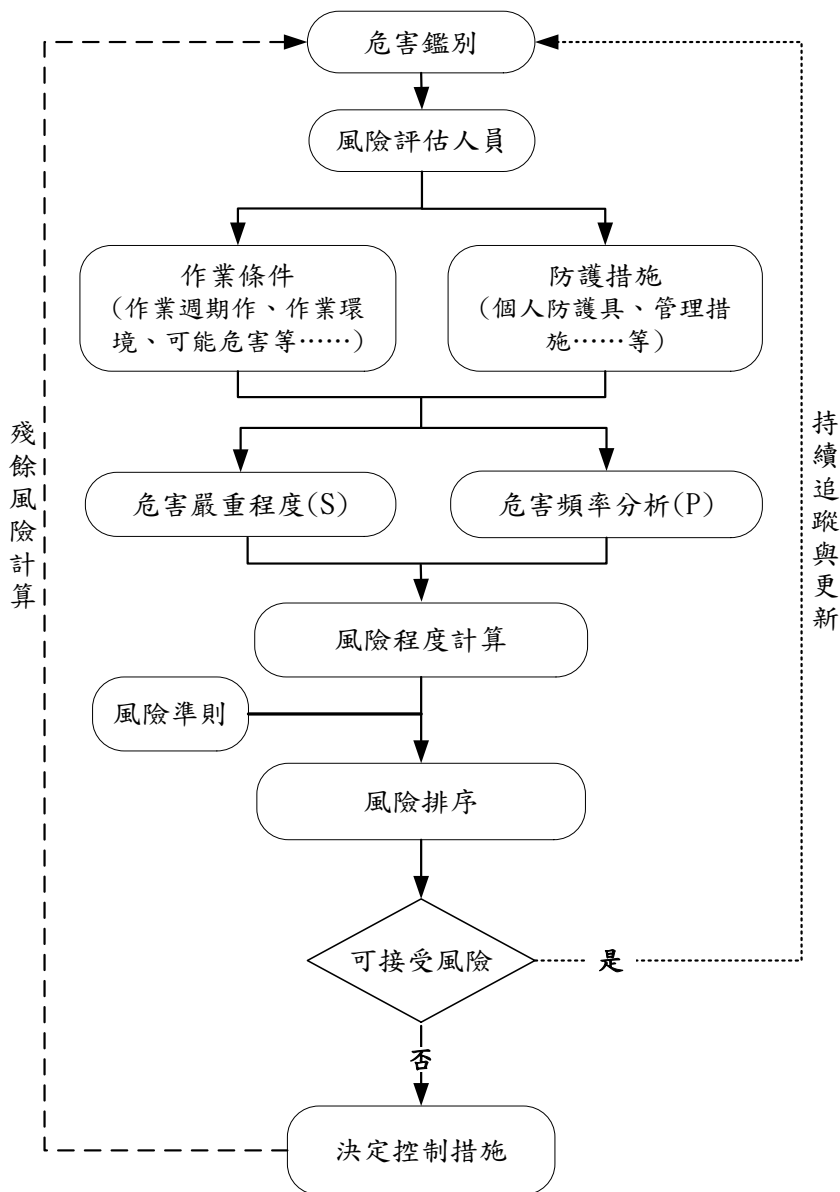 危害鑑別
風險評估人員
作業條件
（作業週期作、作業環
境、可能危害等……）
防護措施
（個人防護具、管理措
施……等）
殘餘風險計算
持續追蹤與更新
危害嚴重程度(S)
危害頻率分析(P)
風險程度計算
風險準則
風險排序
可接受風險
是
否
決定控制措施